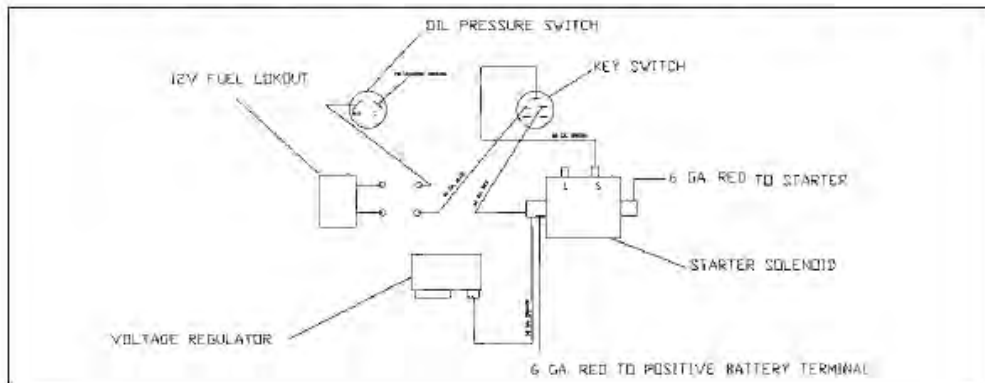 OIL PRESSURE SWITCH
12V FUEL LOKOUT
KEY SWITCH
L S
6 GA. RED TO STARTER
STARTER SOLENOID
VOLTAGE REGULATOR
6 GA. RED TO POSITIVE BATTERY TERMINAL